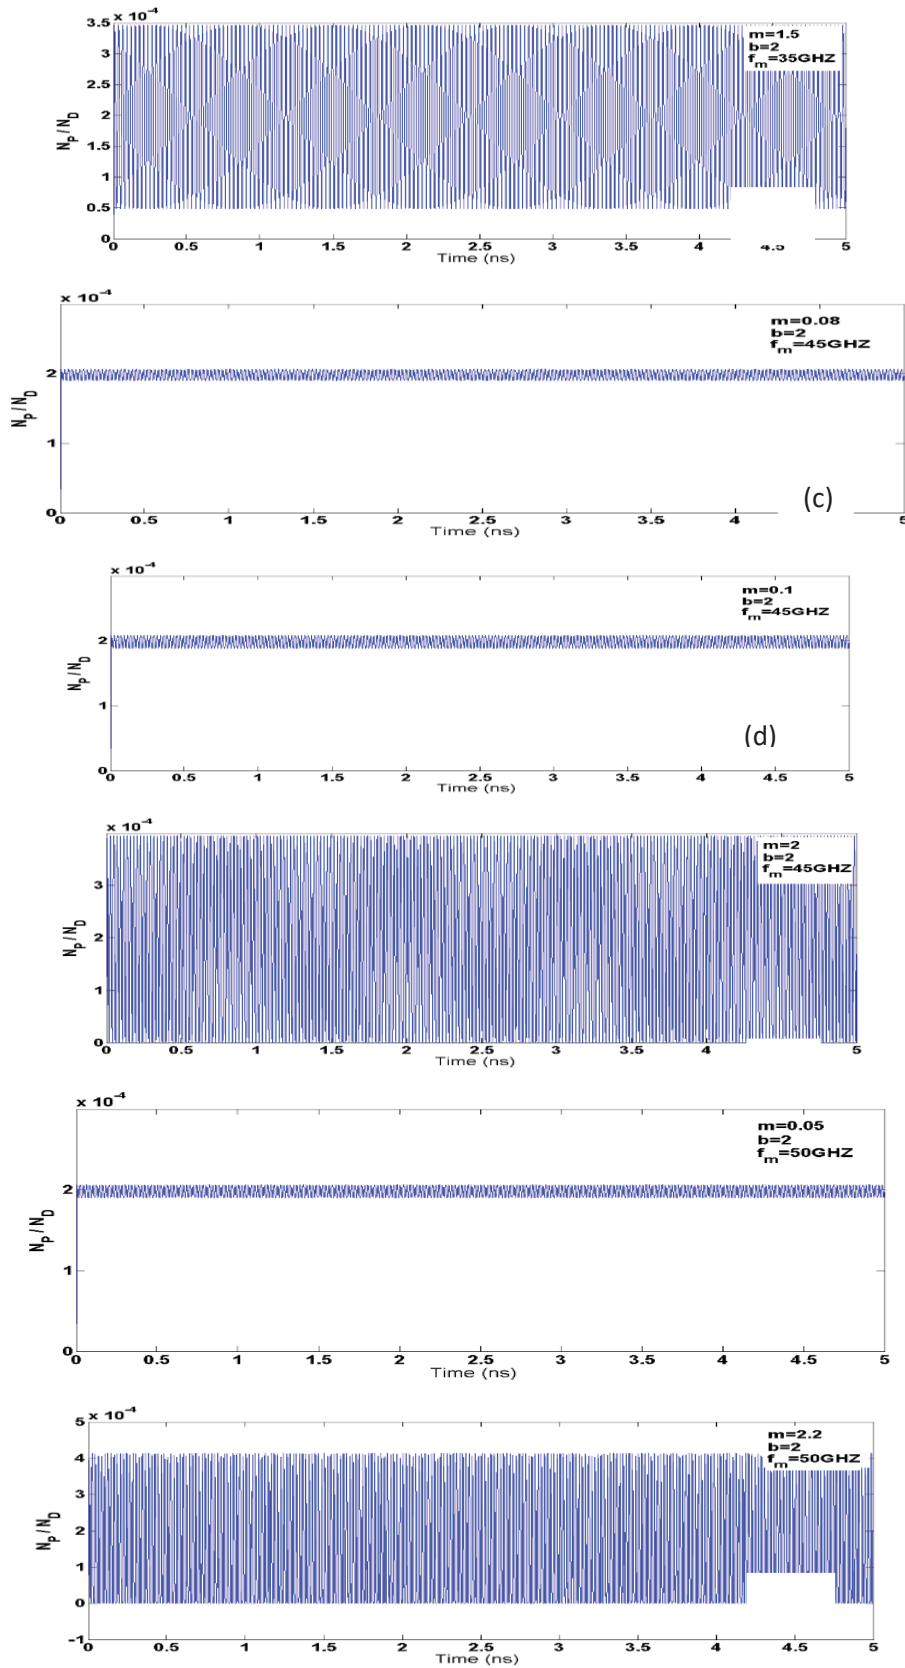 x 10⁻⁴
3.5
3
2.5
2
1.5
1
0.5
0
N_P / N_D
m=1.5
b=2
f_m=35GHZ
0 0.5 1 1.5 2 2.5 3 3.5 4 4.5 5
Time (ns)
x 10⁻⁴
2
1
0
N_P / N_D
m=0.08
b=2
f_m=45GHZ
(c)
0 0.5 1 1.5 2 2.5 3 3.5 4 5
Time (ns)
x 10⁻⁴
2
1
0
N_P / N_D
m=0.1
b=2
f_m=45GHZ
(d)
0 0.5 1 1.5 2 2.5 3 3.5 4 4.5 5
Time (ns)
x 10⁻⁴
3
2
1
0
N_P / N_D
m=2
b=2
f_m=45GHZ
0 0.5 1 1.5 2 2.5 3 3.5 4 5
Time (ns)
x 10⁻⁴
2
1
0
N_P / N_D
m=0.05
b=2
f_m=50GHZ
0 0.5 1 1.5 2 2.5 3 3.5 4 4.5 5
Time (ns)
x 10⁻⁴
5
4
3
2
1
0
-1
N_P / N_D
m=2.2
b=2
f_m=50GHZ
0 0.5 1 1.5 2 2.5 3 3.5 4 4.5 5
Time (ns)